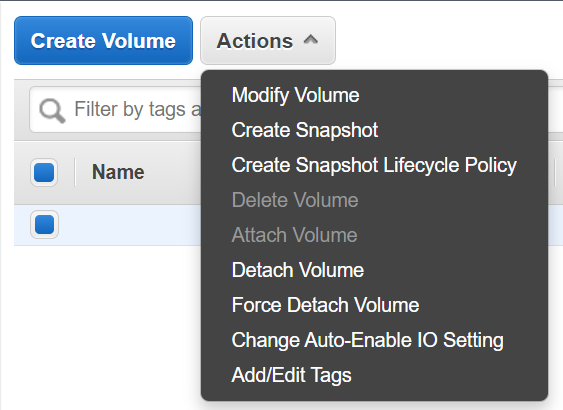 Create Volume
Actions
Filter by tags a
Name
Modify Volume
Create Snapshot
Create Snapshot Lifecycle Policy
Delete Volume
Attach Volume
Detach Volume
Force Detach Volume
Change Auto-Enable IO Setting
Add/Edit Tags